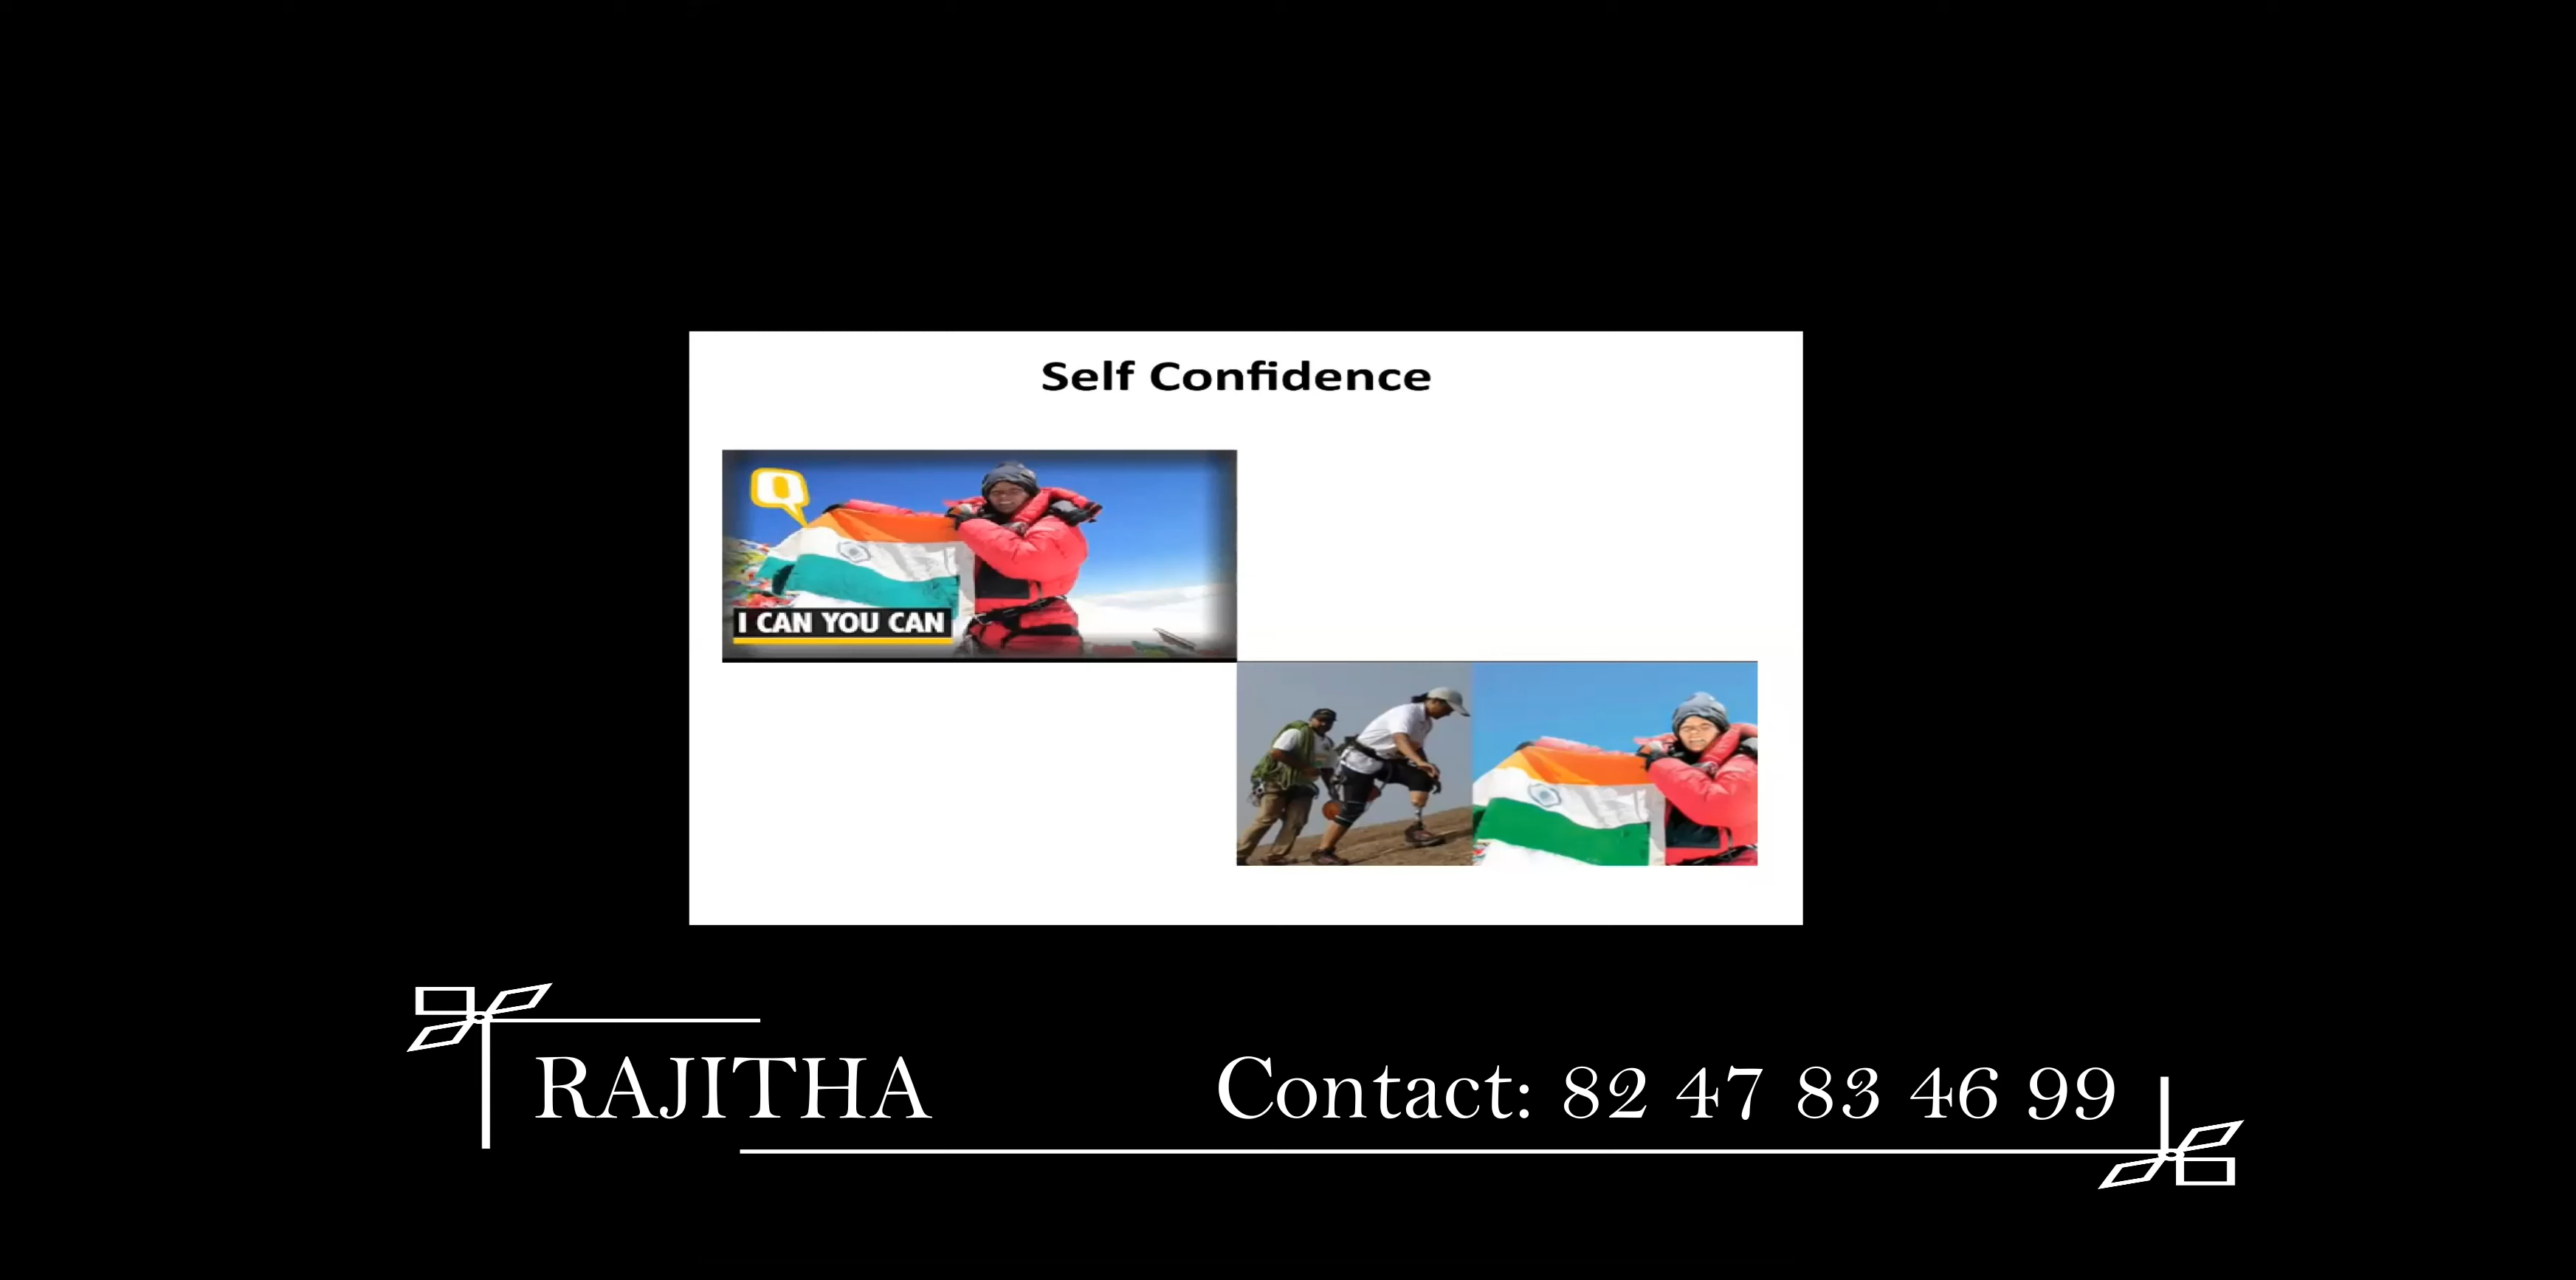 Self Confidence
Q
I CAN YOU CAN
RAJITHA
Contact: 82 47 83 46 99